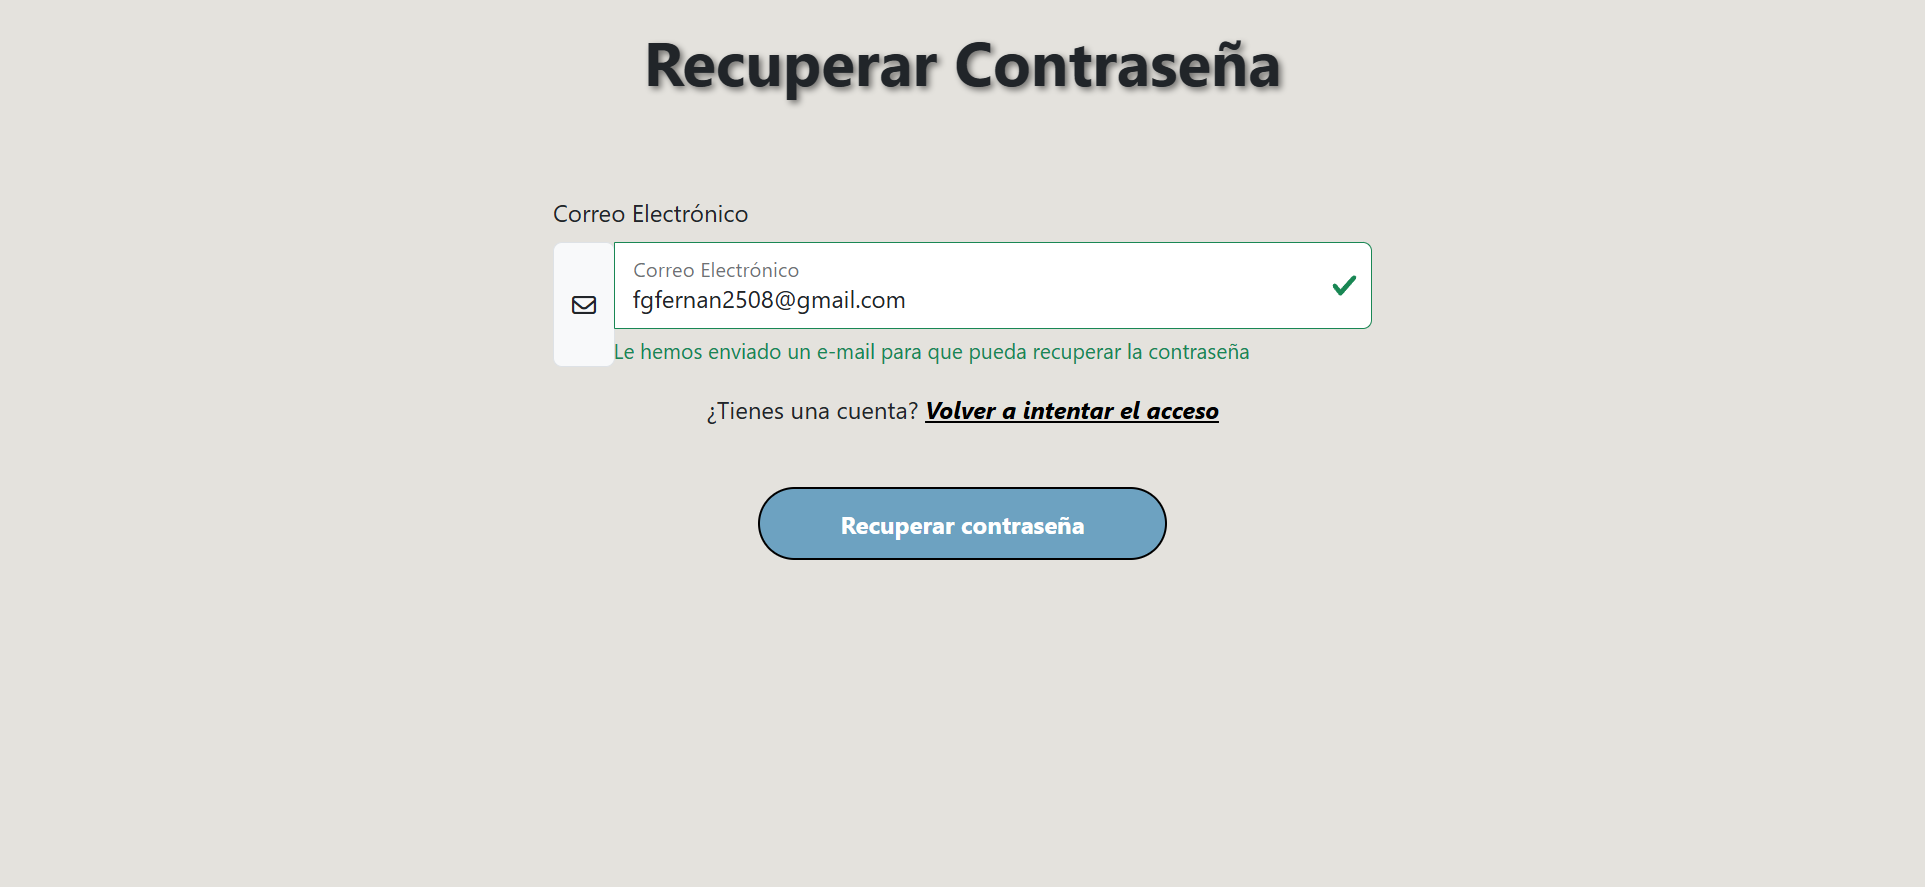 Recuperar Contraseña
Correo Electrónico
Correo Electrónico
fgfernan2508@gmail.com
Le hemos enviado un e-mail para que pueda recuperar la contraseña
¿Tienes una cuenta? Volver a intentar el acceso
Recuperar contraseña